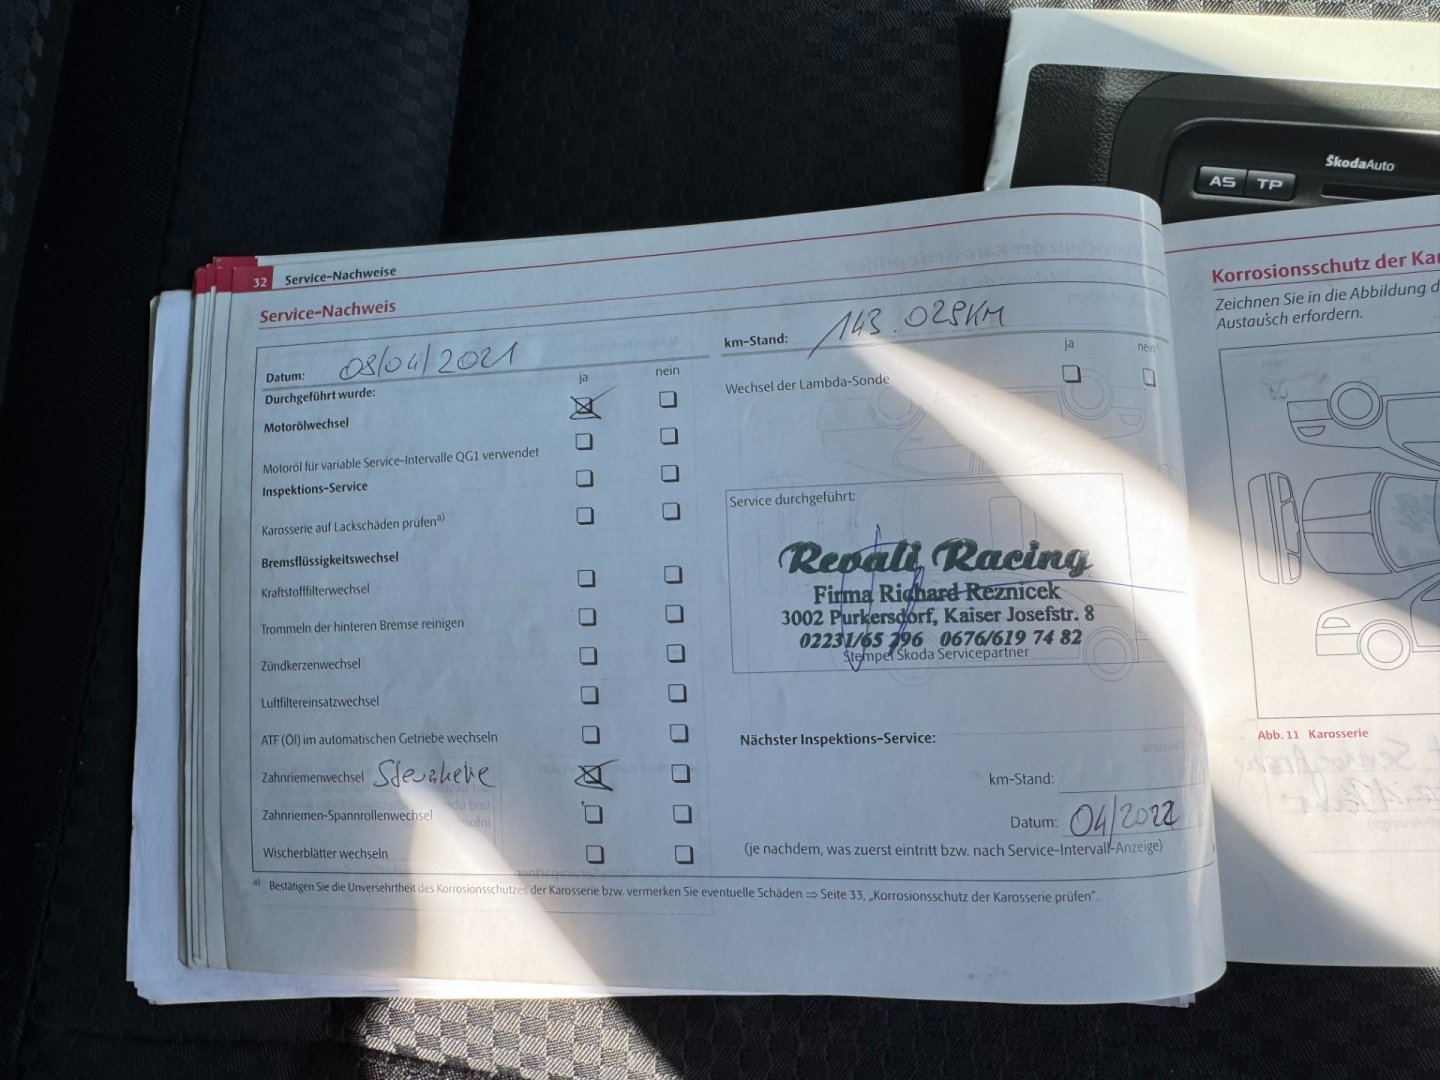 ŠkodaAuto
AS TP
32 Service-Nachweise
Service-Nachweis
Datum: 08/04/2021
km-Stand: 143.029KM
Durchgeführt wurde:
ja nein
Motorölwechsel
Motoröl für variable Service-Intervalle QG1 verwendet
Inspektions-Service
Karosserie auf Lackschäden prüfen a)
Bremsflüssigkeitswechsel
Kraftstofffilterwechsel
Trommeln der hinteren Bremse reinigen
Zündkerzenwechsel
Luftfiltereinsatzwechsel
ATF (Öl) im automatischen Getriebe wechseln
Zahnriemenwechsel
Zahnriemen-Spannrollenwechsel
Wischerblätter wechseln
ja nein
Wechsel der Lambda-Sonde
Service durchgeführt:
Revali Racing
Firma Richard Reznicek
3002 Purkersdorf, Kaiser Josefstr. 8
02231/65 296 0676/619 74 82
Stempel Skoda Servicepartner
Nächster Inspektions-Service:
km-Stand:
Datum: 04/2022
(je nachdem, was zuerst eintritt bzw. nach Service-Intervall-Anzeige)
a) Bestätigen Sie die Unversehrtheit des Korrosionsschutzes der Karosserie bzw. vermerken Sie eventuelle Schäden ⇒ Seite 33, „Korrosionsschutz der Karosserie prüfen“.
Korrosionsschutz der Kar
Zeichnen Sie in die Abbildung d
Austausch erfordern.
Abb. 11 Karosserie